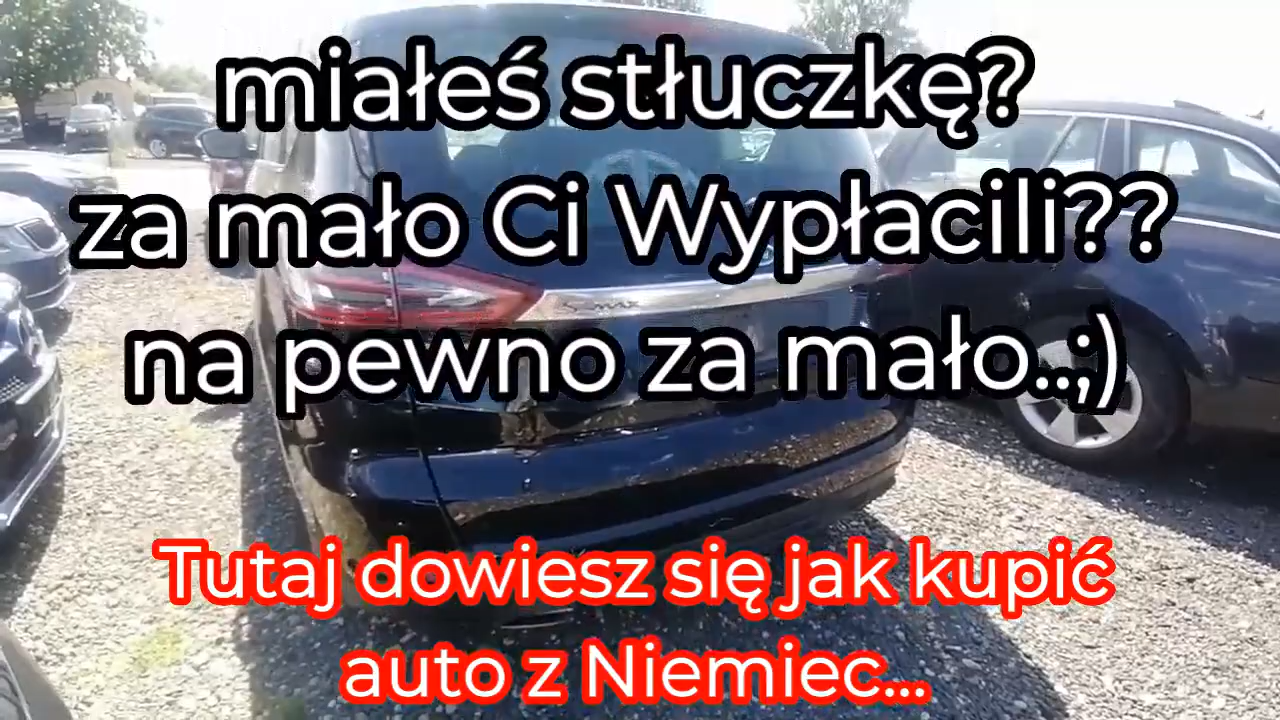 miałeś stłuczkę?
za mało Ci Wypłacili??
na pewno za mało..;)
Tutaj dowiesz się jak kupić
auto z Niemiec...